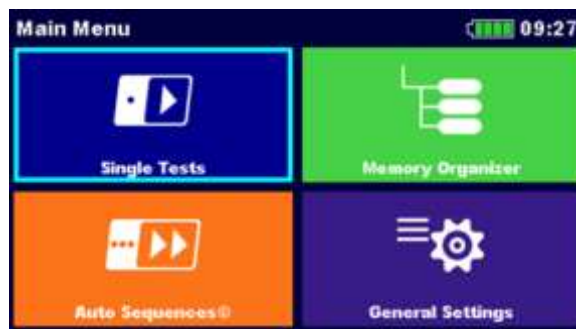 Main Menu 09:27
Single Tests
Memory Organizer
Auto Sequences©
General Settings